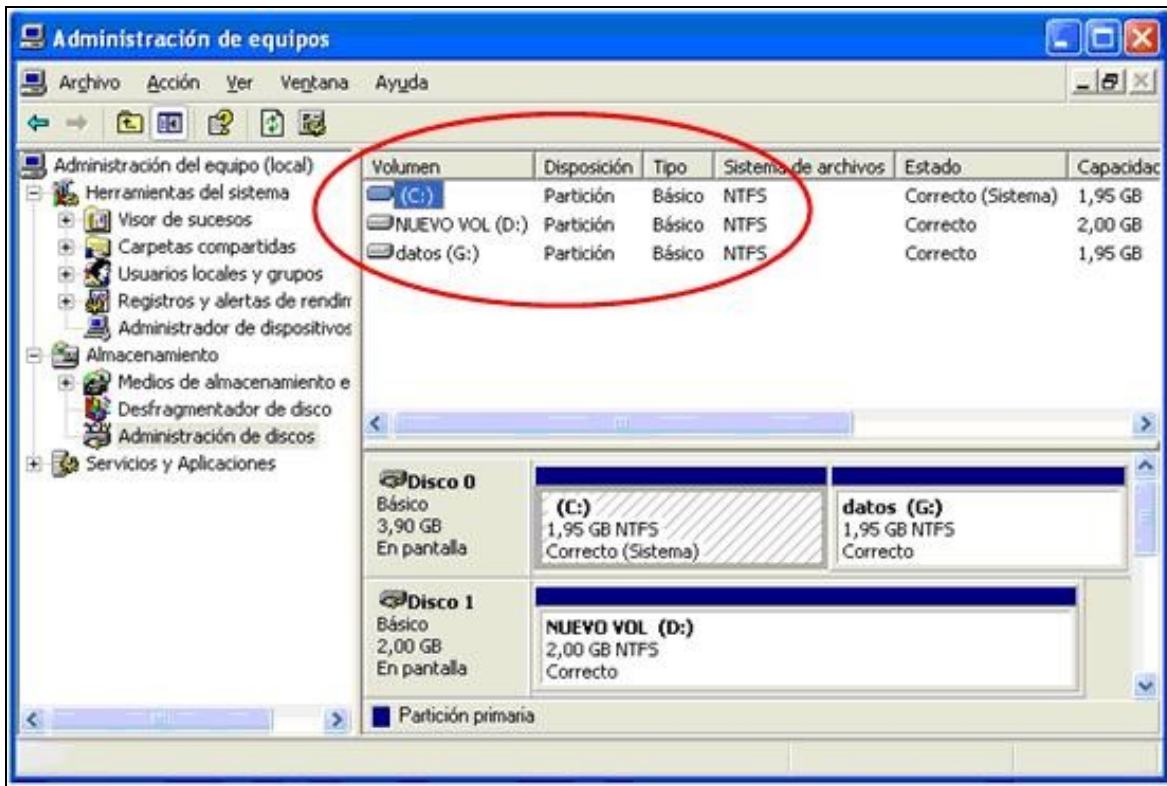 Administración de equipos
Archivo Acción Ver Ventana Ayuda
Administración del equipo (local)
Herramientas del sistema
Visor de sucesos
Carpetas compartidas
Usuarios locales y grupos
Registros y alertas de rendim
Administrador de dispositivos
Almacenamiento
Medios de almacenamiento e
Desfragmentador de disco
Administración de discos
Servicios y Aplicaciones
Volumen Disposición Tipo Sistema de archivos Estado Capacidad
(C:) Partición Básico NTFS Correcto (Sistema) 1,95 GB
NUEVO VOL (D:) Partición Básico NTFS Correcto 2,00 GB
datos (G:) Partición Básico NTFS Correcto 1,95 GB
Disco 0
Básico
3,90 GB
En pantalla
(C:)
1,95 GB NTFS
Correcto (Sistema)
datos (G:)
1,95 GB NTFS
Correcto
Disco 1
Básico
2,00 GB
En pantalla
NUEVO VOL (D:)
2,00 GB NTFS
Correcto
Partición primaria